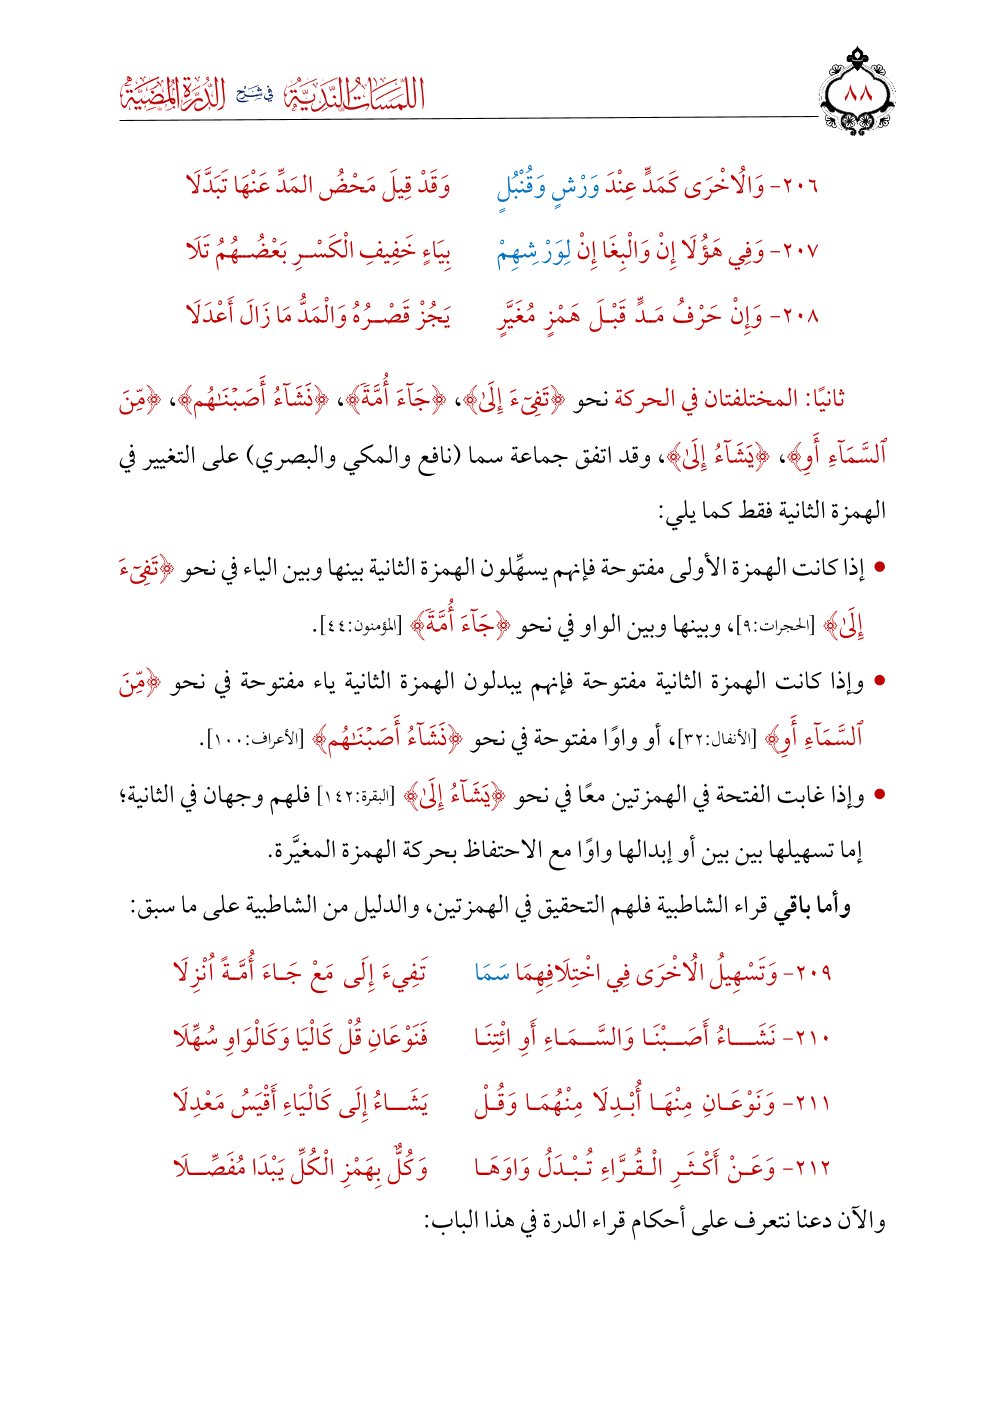 ٨٨
اللمسات الندية في شرح الدرة المضية
٢٠٦- وَالُاخْرَى كَمَدٍّ عِنْدَ وَرْشٍ وَقُنْبُلٍ وَقَدْ قِيلَ مَحْضُ المَدِّ عَنْهَا تَبَدَّلَا
٢٠٧- وَفِي هَؤُلَا إِنْ وَالْبِغَا إِنْ لِوَرْشِهِمْ بِيَاءٍ خَفِيفِ الْكَسْرِ بَعْضُهُمُ تَلَا
٢٠٨- وَإِنْ حَرْفُ مَدٍّ قَبْلَ هَمْزٍ مُغَيَّرٍ يَجُزْ قَصْرُهُ وَالْمَدُّ مَا زَالَ أَعْدَلَا
ثانيًا: المختلفتان في الحركة نحو ﴿تَفِيٓءَ إِلَىٰ﴾، ﴿جَآءَ أُمَّةٗ﴾، ﴿نَشَآءُ أَصَبۡنَٰهُم﴾، ﴿مِّنَ
ٱلسَّمَآءِ أَوِ﴾، ﴿يَشَآءُ إِلَىٰ﴾، وقد اتفق جماعة سما (نافع والمكي والبصري) على التغيير في
الهمزة الثانية فقط كما يلي:
• إذا كانت الهمزة الأولى مفتوحة فإنهم يسهِّلون الهمزة الثانية بينها وبين الياء في نحو ﴿تَفِيٓءَ
إِلَىٰ﴾ [الحجرات:٩]، وبينها وبين الواو في نحو ﴿جَآءَ أُمَّةٗ﴾ [المؤمنون:٤٤].
• وإذا كانت الهمزة الثانية مفتوحة فإنهم يبدلون الهمزة الثانية ياء مفتوحة في نحو ﴿مِّنَ
ٱلسَّمَآءِ أَوِ﴾ [الأنفال:٣٢]، أو واوًا مفتوحة في نحو ﴿نَشَآءُ أَصَبۡنَٰهُم﴾ [الأعراف:١٠٠].
• وإذا غابت الفتحة في الهمزتين معًا في نحو ﴿يَشَآءُ إِلَىٰ﴾ [البقرة:١٤٢] فلهم وجهان في الثانية؛
إما تسهيلها بين بين أو إبدالها واوًا مع الاحتفاظ بحركة الهمزة المغيَّرة.
وأما باقي قراء الشاطبية فلهم التحقيق في الهمزتين، والدليل من الشاطبية على ما سبق:
٢٠٩- وَتَسْهِيلُ الُاخْرَى فِي اخْتِلَافِهِمَا سَمَا تَفِيءَ إِلَى مَعْ جَاءَ أُمَّةً اُنْزِلَا
٢١٠- نَشَاءُ أَصَبْنَا وَالسَّمَاءِ أَوِ ائْتِنَا فَنَوْعَانِ قُلْ كَالْيَا وَكَالْوَاوِ سُهِّلَا
٢١١- وَنَوْعَانِ مِنْهَا أُبْدِلَا مِنْهُمَا وَقُلْ يَشَاءُ إِلَى كَالْيَاءِ أَقْيَسُ مَعْدِلَا
٢١٢- وَعَنْ أَكْثَرِ الْقُرَّاءِ تُبْدَلُ وَاوَهَا وَكُلٌّ بِهَمْزِ الْكُلِّ يَبْدَا مُفَصِّلَا
والآن دعنا نتعرف على أحكام قراء الدرة في هذا الباب: